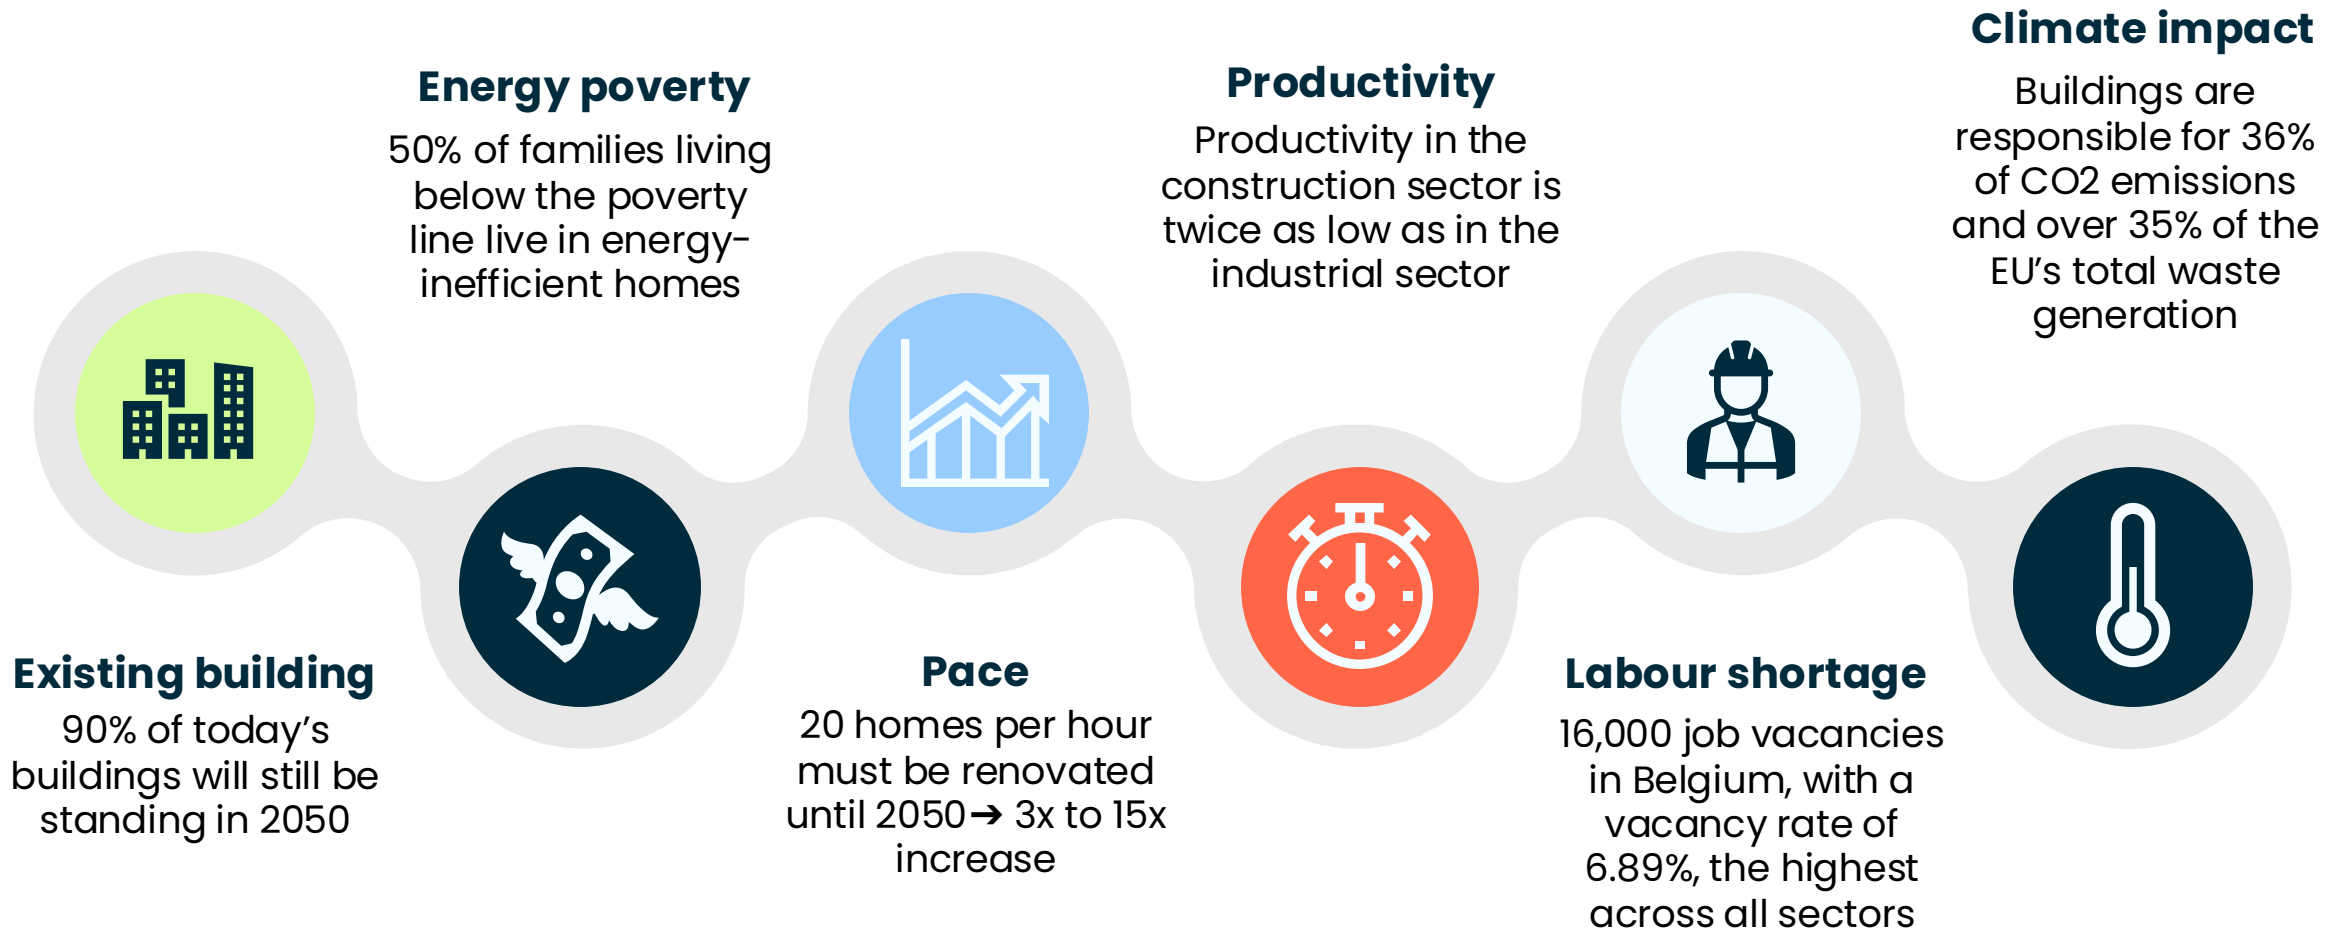 Existing building
90% of today’s
buildings will still be
standing in 2050
Energy poverty
50% of families living
below the poverty
line live in energy-
inefficient homes
Pace
20 homes per hour
must be renovated
until 2050➔ 3x to 15x
increase
Productivity
Productivity in the
construction sector is
twice as low as in the
industrial sector
Labour shortage
16,000 job vacancies
in Belgium, with a
vacancy rate of
6.89%, the highest
across all sectors
Climate impact
Buildings are
responsible for 36%
of CO2 emissions
and over 35% of the
EU’s total waste
generation